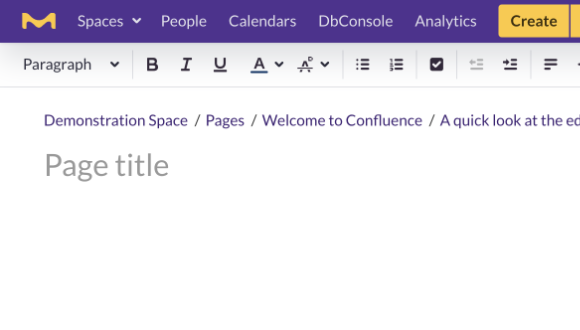 Spaces People Calendars DbConsole Analytics Create
Paragraph B I U A
Demonstration Space / Pages / Welcome to Confluence / A quick look at the ed
Page title